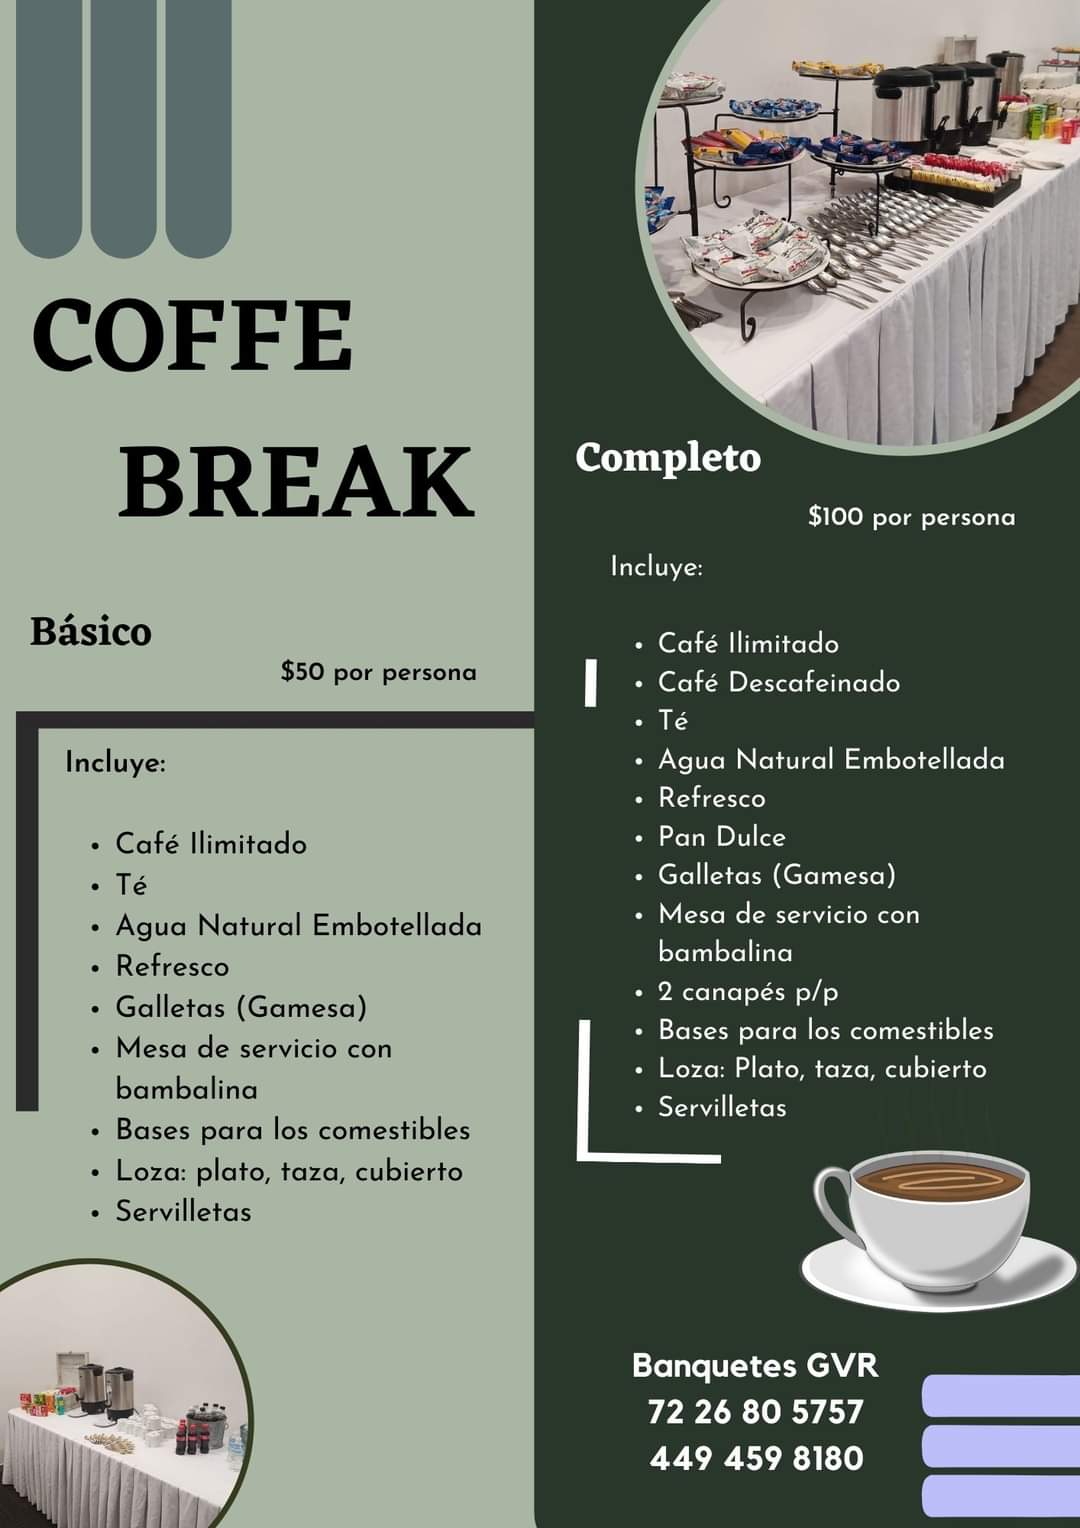 COFFE
BREAK
Básico
$50 por persona
Incluye:
• Café Ilimitado
• Té
• Agua Natural Embotellada
• Refresco
• Galletas (Gamesa)
• Mesa de servicio con
bambalina
• Bases para los comestibles
• Loza: plato, taza, cubierto
• Servilletas
Completo
$100 por persona
Incluye:
• Café Ilimitado
• Café Descafeinado
• Té
• Agua Natural Embotellada
• Refresco
• Pan Dulce
• Galletas (Gamesa)
• Mesa de servicio con
bambalina
• 2 canapés p/p
• Bases para los comestibles
• Loza: Plato, taza, cubierto
• Servilletas
Banquetes GVR
72 26 80 5757
449 459 8180